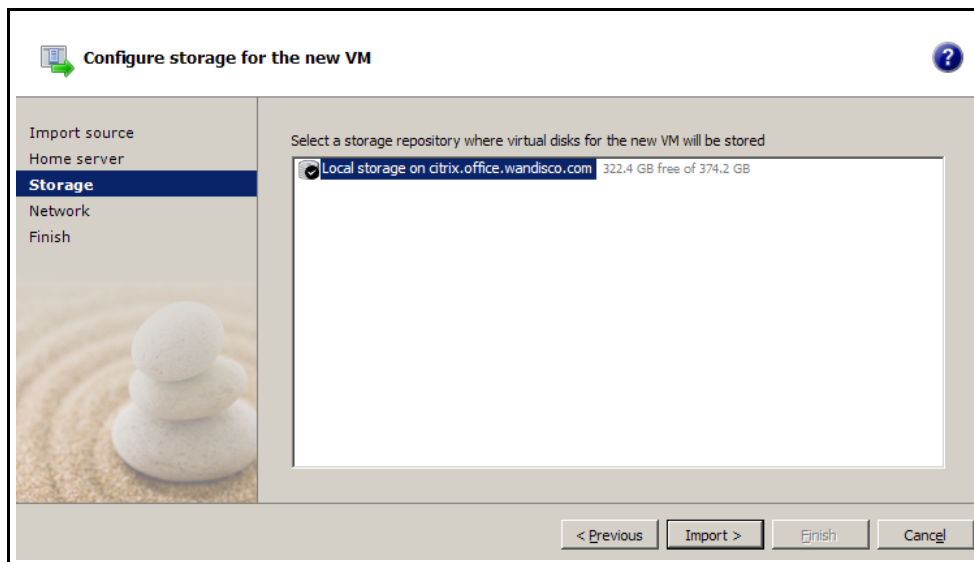 Configure storage for the new VM
?
Import source
Home server
Storage
Network
Finish
Select a storage repository where virtual disks for the new VM will be stored
Local storage on citrix.office.wandisco.com 322.4 GB free of 374.2 GB
< Previous Import > Finish Cancel